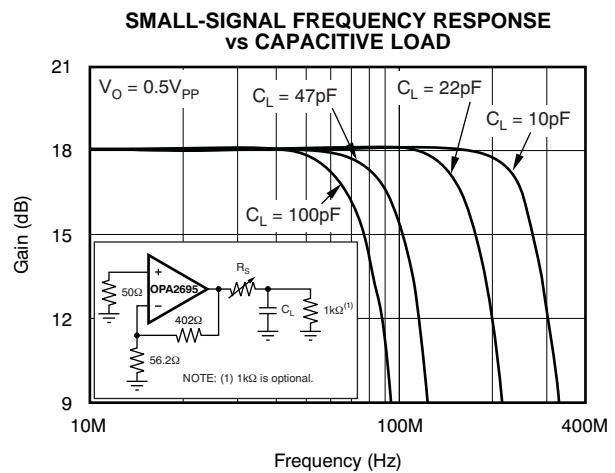 SMALL-SIGNAL FREQUENCY RESPONSE
vs CAPACITIVE LOAD
21
18
15
12
9
Gain (dB)
V_O = 0.5V_PP
C_L = 47pF
C_L = 22pF
C_L = 10pF
C_L = 100pF
50Ω
+
−
OPA2695
R_S
C_L
1kΩ(1)
402Ω
56.2Ω
NOTE: (1) 1kΩ is optional.
10M
100M
400M
Frequency (Hz)